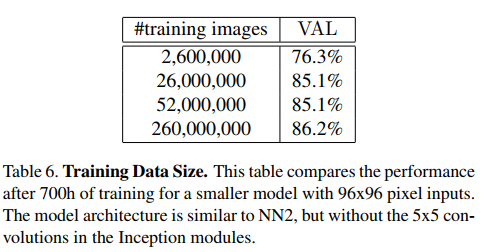 #training images VAL
2,600,000 76.3%
26,000,000 85.1%
52,000,000 85.1%
260,000,000 86.2%
Table 6. Training Data Size. This table compares the performance
after 700h of training for a smaller model with 96x96 pixel inputs.
The model architecture is similar to NN2, but without the 5x5 con-
volutions in the Inception modules.